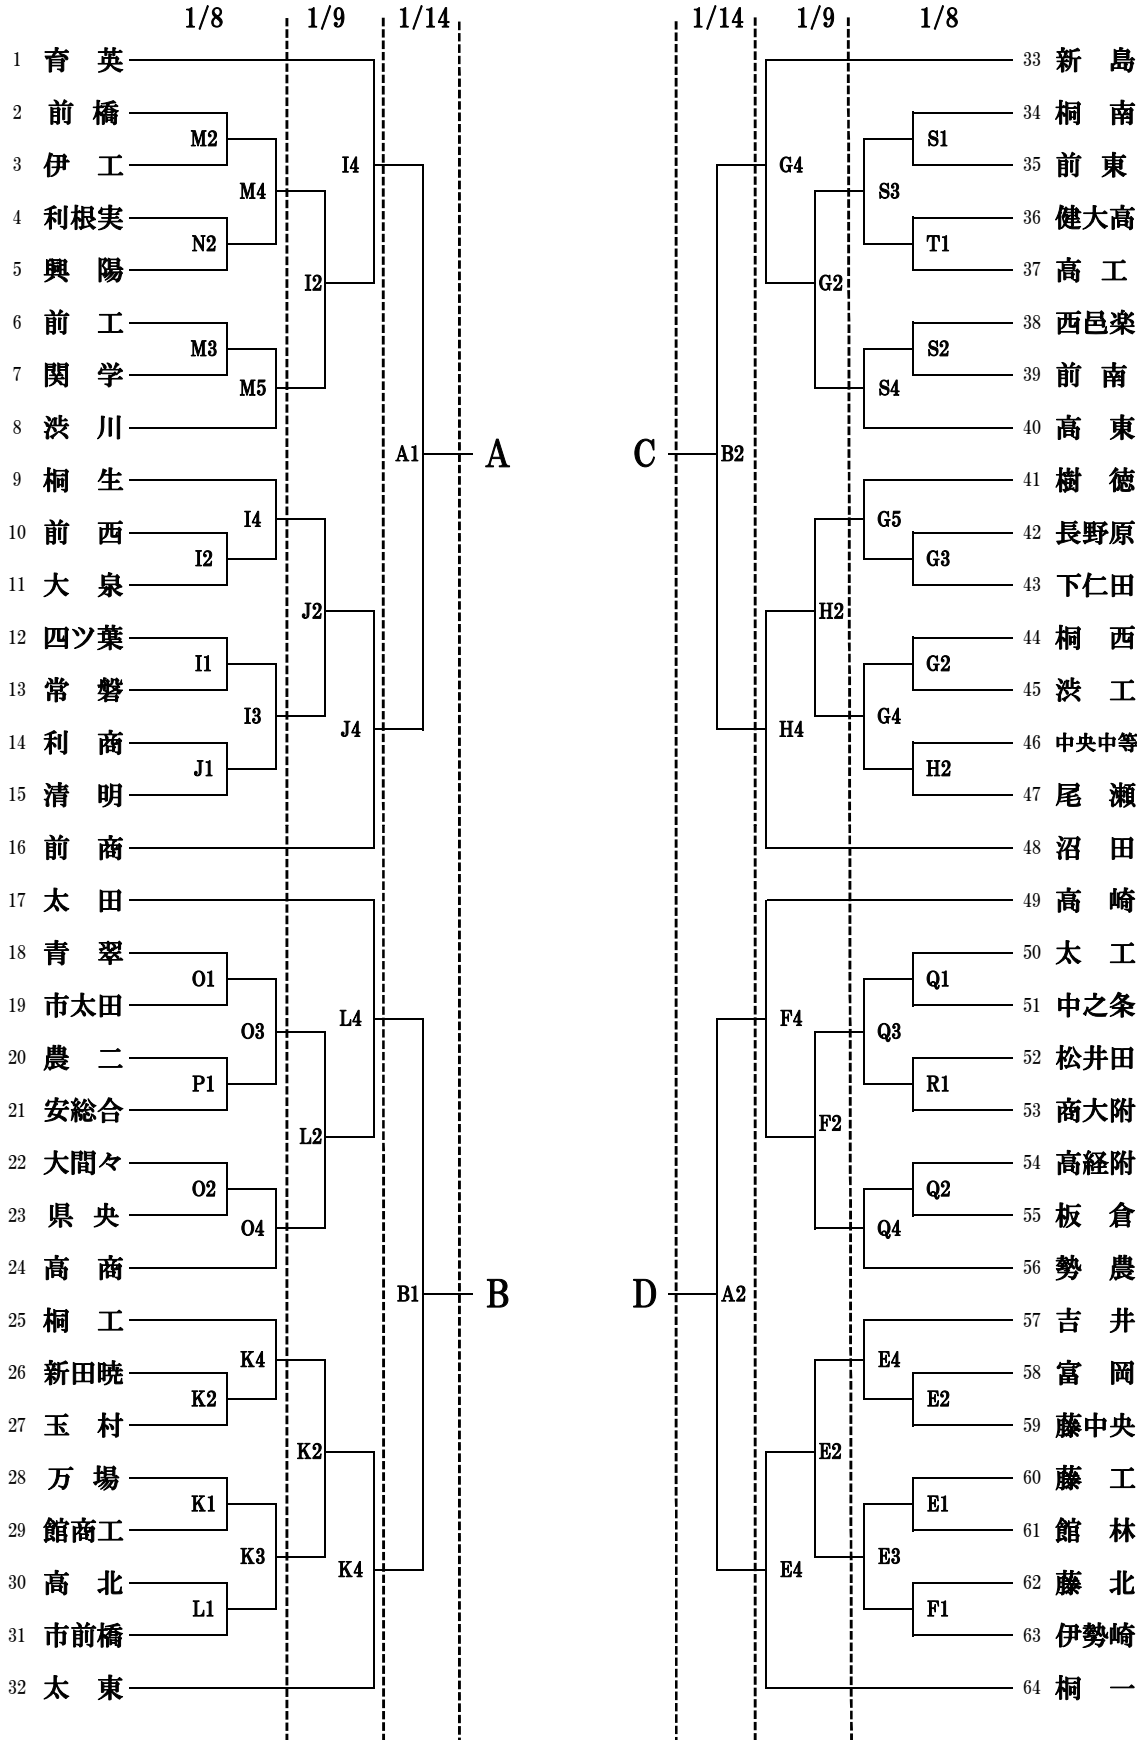 1/8 1/9 1/14 1/14 1/9 1/8
1 育 英
2 前 橋
M2
3 伊 工
M4
I4
4 利根実
N2
5 興 陽
I2
6 前 工
M3
7 関 学
M5
8 渋 川
A1 A
9 桐 生
I4
10 前 西
I2
11 大 泉
J2
12 四ツ葉
I1
13 常 磐
I3
J4
14 利 商
J1
15 清 明
16 前 商
17 太 田
18 青 翠
O1
19 市太田
O3
L4
20 農 二
P1
21 安総合
L2
22 大間々
O2
23 県 央
O4
24 高 商
B1 B
25 桐 工
K4
26 新田暁
K2
27 玉 村
K2
28 万 場
K1
29 館商工
K3
K4
30 高 北
L1
31 市前橋
32 太 東
33 新 島
34 桐 南
S1
35 前 東
G4
S3
36 健大高
T1
37 高 工
G2
38 西邑楽
S2
39 前 南
S4
40 高 東
C B2
41 樹 徳
G5
42 長野原
G3
43 下仁田
H2
44 桐 西
G2
45 渋 工
G4
H4
46 中央中等
H2
47 尾 瀬
48 沼 田
49 高 崎
50 太 工
Q1
51 中之条
F4
Q3
52 松井田
R1
53 商大附
F2
54 高経附
Q2
55 板 倉
Q4
56 勢 農
D A2
57 吉 井
E4
58 富 岡
E2
59 藤中央
E2
60 藤 工
E1
61 館 林
E3
E4
62 藤 北
F1
63 伊勢崎
64 桐 一